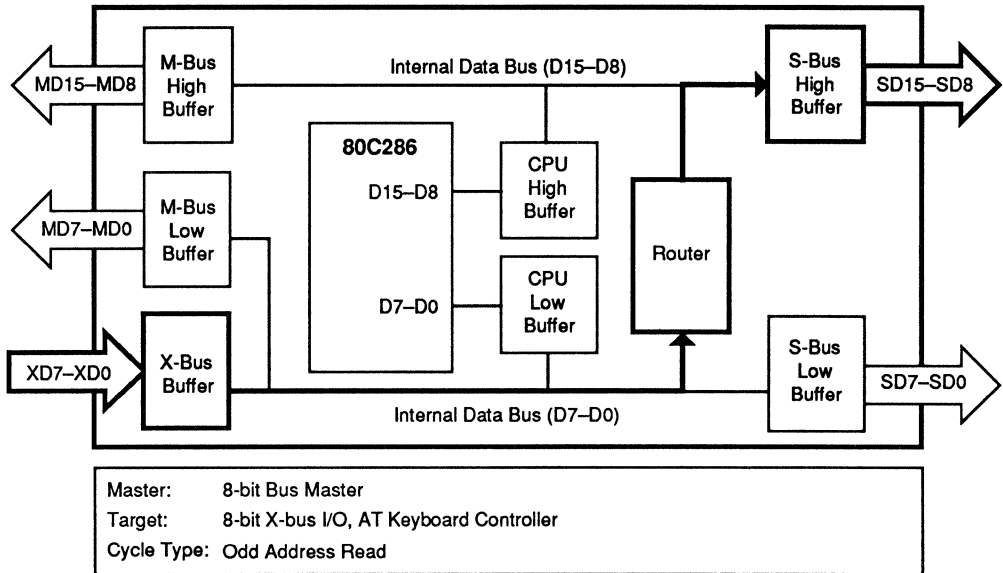 MD15–MD8
M-Bus
High
Buffer
Internal Data Bus (D15–D8)
S-Bus
High
Buffer
SD15–SD8
80C286
D15–D8
CPU
High
Buffer
MD7–MD0
M-Bus
Low
Buffer
Router
D7–D0
CPU
Low
Buffer
XD7–XD0
X-Bus
Buffer
S-Bus
Low
Buffer
SD7–SD0
Internal Data Bus (D7–D0)
Master: 8-bit Bus Master
Target: 8-bit X-bus I/O, AT Keyboard Controller
Cycle Type: Odd Address Read